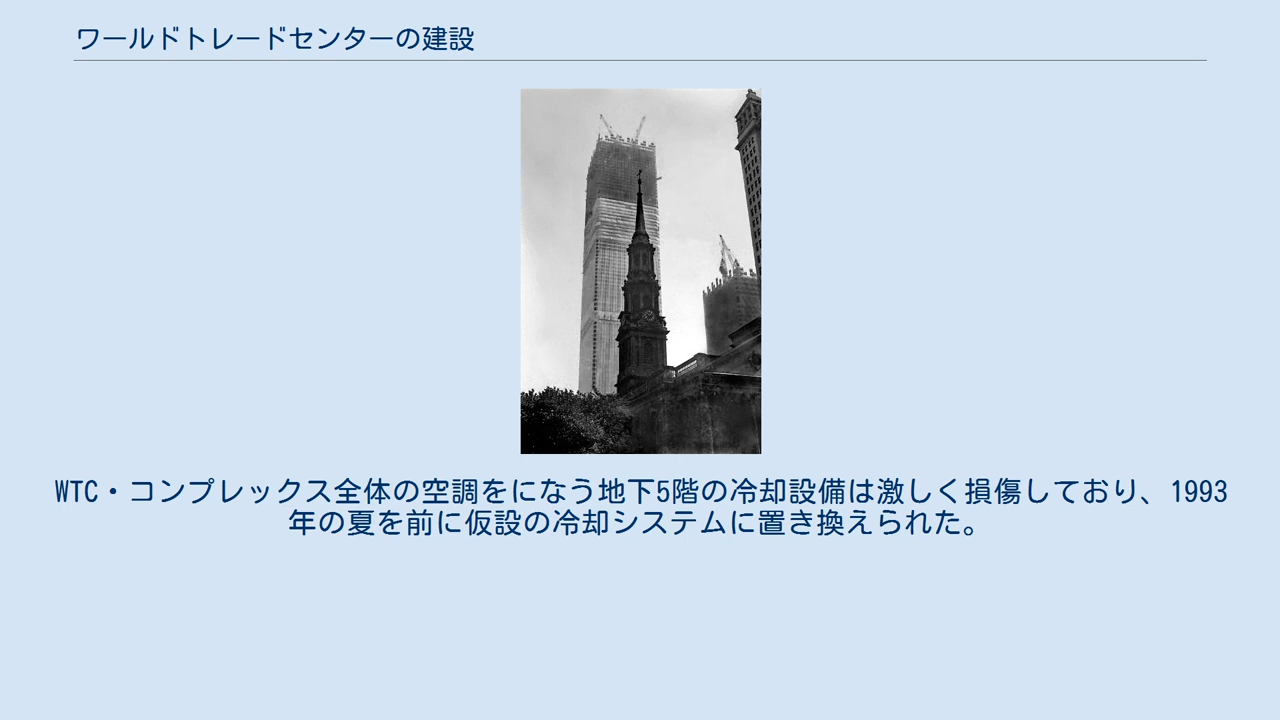 ワールドトレードセンターの建設
WTC・コンプレックス全体の空調をになう地下5階の冷却設備は激しく損傷しており、1993
年の夏を前に仮設の冷却システムに置き換えられた。